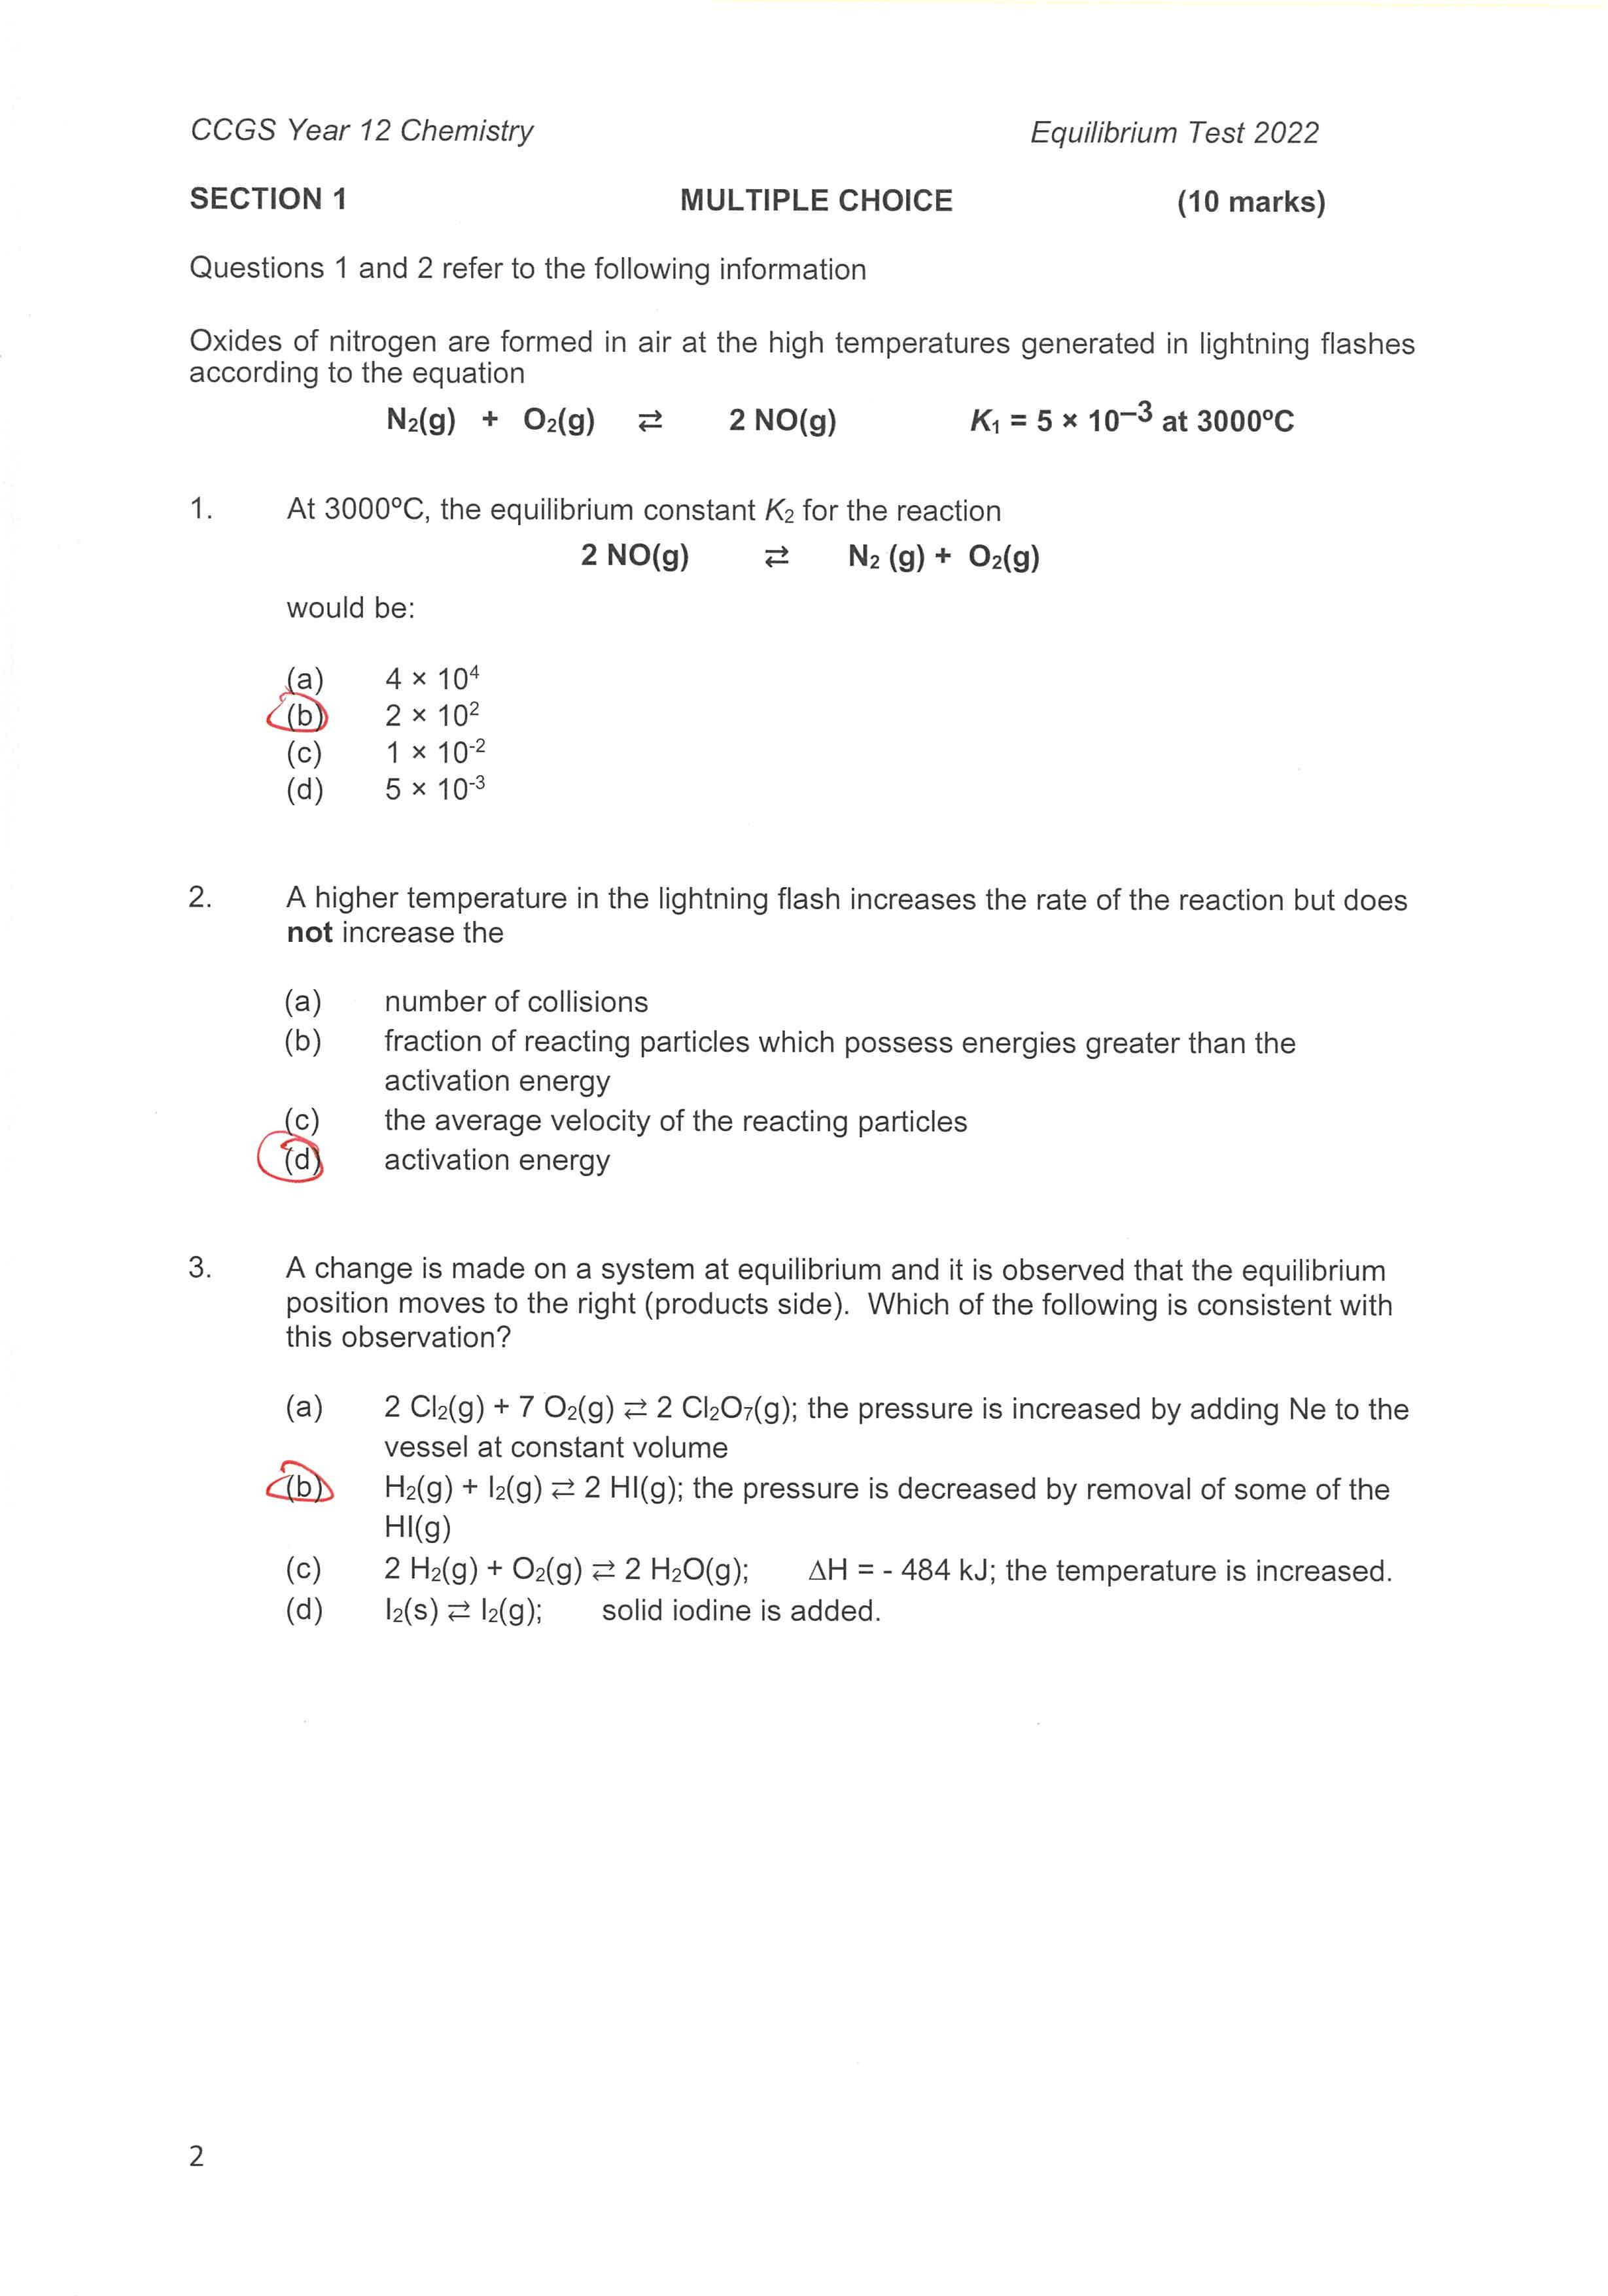 CCGS Year 12 Chemistry Equilibrium Test 2022
SECTION 1 MULTIPLE CHOICE (10 marks)
Questions 1 and 2 refer to the following information
Oxides of nitrogen are formed in air at the high temperatures generated in lightning flashes
according to the equation
N₂(g) + O₂(g) ⇄ 2 NO(g) K₁ = 5 × 10⁻³ at 3000ºC
1. At 3000ºC, the equilibrium constant K₂ for the reaction
2 NO(g) ⇄ N₂ (g) + O₂(g)
would be:
(a) 4 × 10⁴
(b) 2 × 10²
(c) 1 × 10⁻²
(d) 5 × 10⁻³
2. A higher temperature in the lightning flash increases the rate of the reaction but does
not increase the
(a) number of collisions
(b) fraction of reacting particles which possess energies greater than the
activation energy
(c) the average velocity of the reacting particles
(d) activation energy
3. A change is made on a system at equilibrium and it is observed that the equilibrium
position moves to the right (products side). Which of the following is consistent with
this observation?
(a) 2 Cl₂(g) + 7 O₂(g) ⇄ 2 Cl₂O₇(g); the pressure is increased by adding Ne to the
vessel at constant volume
(b) H₂(g) + I₂(g) ⇄ 2 HI(g); the pressure is decreased by removal of some of the
HI(g)
(c) 2 H₂(g) + O₂(g) ⇄ 2 H₂O(g); ΔH = - 484 kJ; the temperature is increased.
(d) I₂(s) ⇄ I₂(g); solid iodine is added.
2